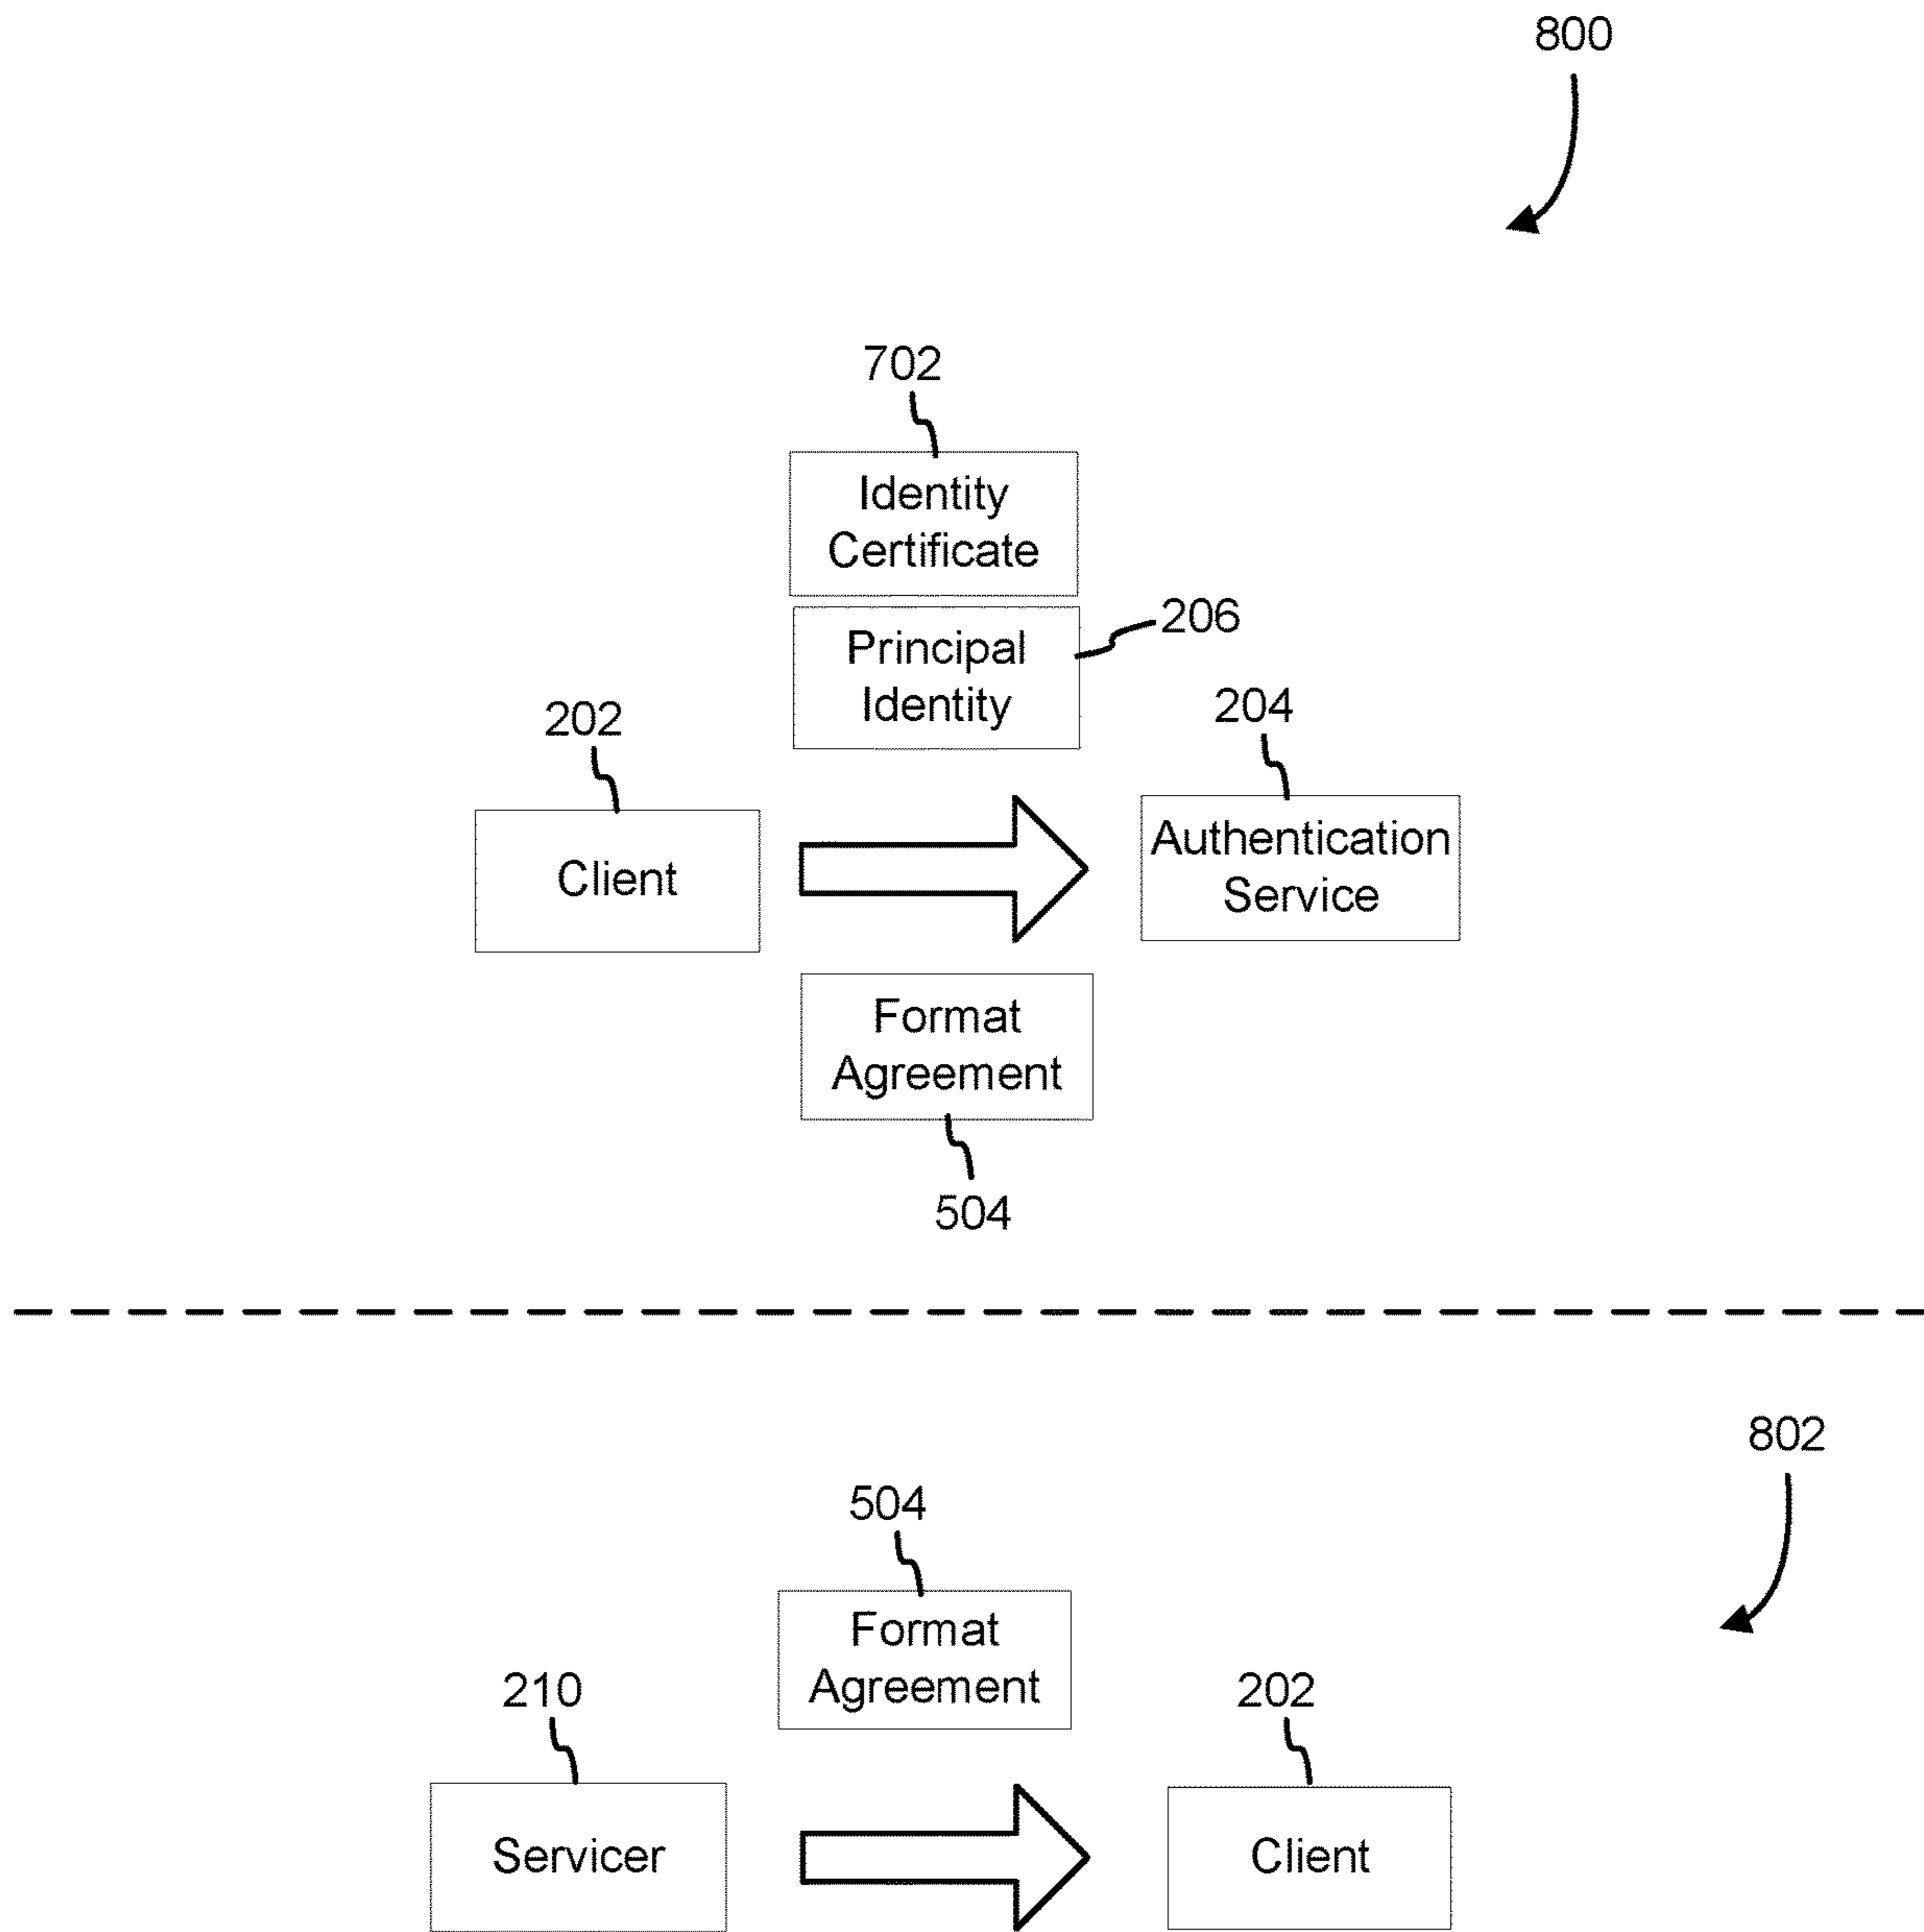 800
702
Identity
Certificate
206
Principal
Identity
202
204
Client
Authentication
Service
Format
Agreement
504
802
504
Format
Agreement
210
202
Servicer
Client